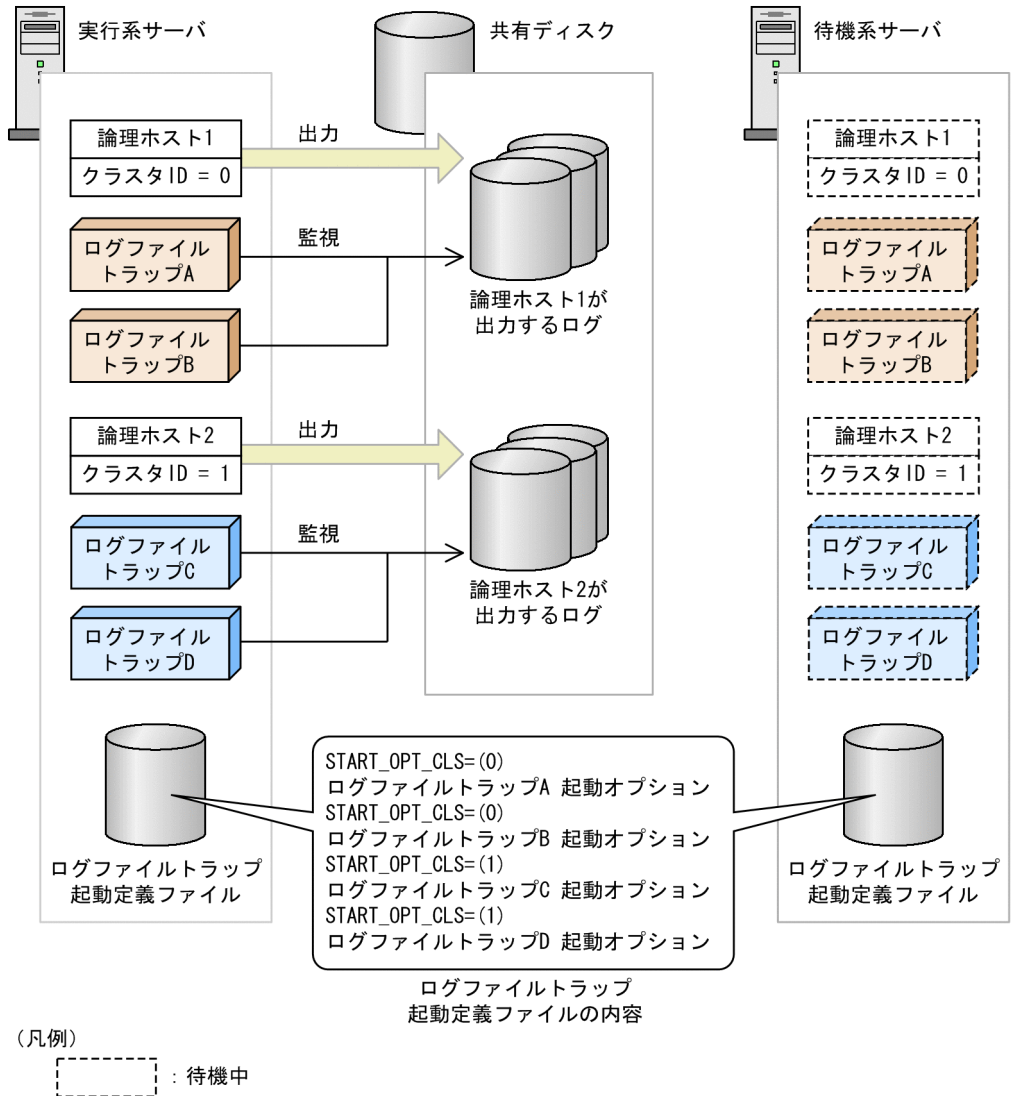 実行系サーバ
共有ディスク
待機系サーバ
論理ホスト1
クラスタID = 0
出力
ログファイル
トラップA
監視
ログファイル
トラップB
論理ホスト1が
出力するログ
論理ホスト2
クラスタID = 1
出力
ログファイル
トラップC
監視
ログファイル
トラップD
論理ホスト2が
出力するログ
論理ホスト1
クラスタID = 0
ログファイル
トラップA
ログファイル
トラップB
論理ホスト2
クラスタID = 1
ログファイル
トラップC
ログファイル
トラップD
ログファイルトラップ
起動定義ファイル
START_OPT_CLS=(0)
ログファイルトラップA 起動オプション
START_OPT_CLS=(0)
ログファイルトラップB 起動オプション
START_OPT_CLS=(1)
ログファイルトラップC 起動オプション
START_OPT_CLS=(1)
ログファイルトラップD 起動オプション
ログファイルトラップ
起動定義ファイルの内容
ログファイルトラップ
起動定義ファイル
(凡例)
:待機中